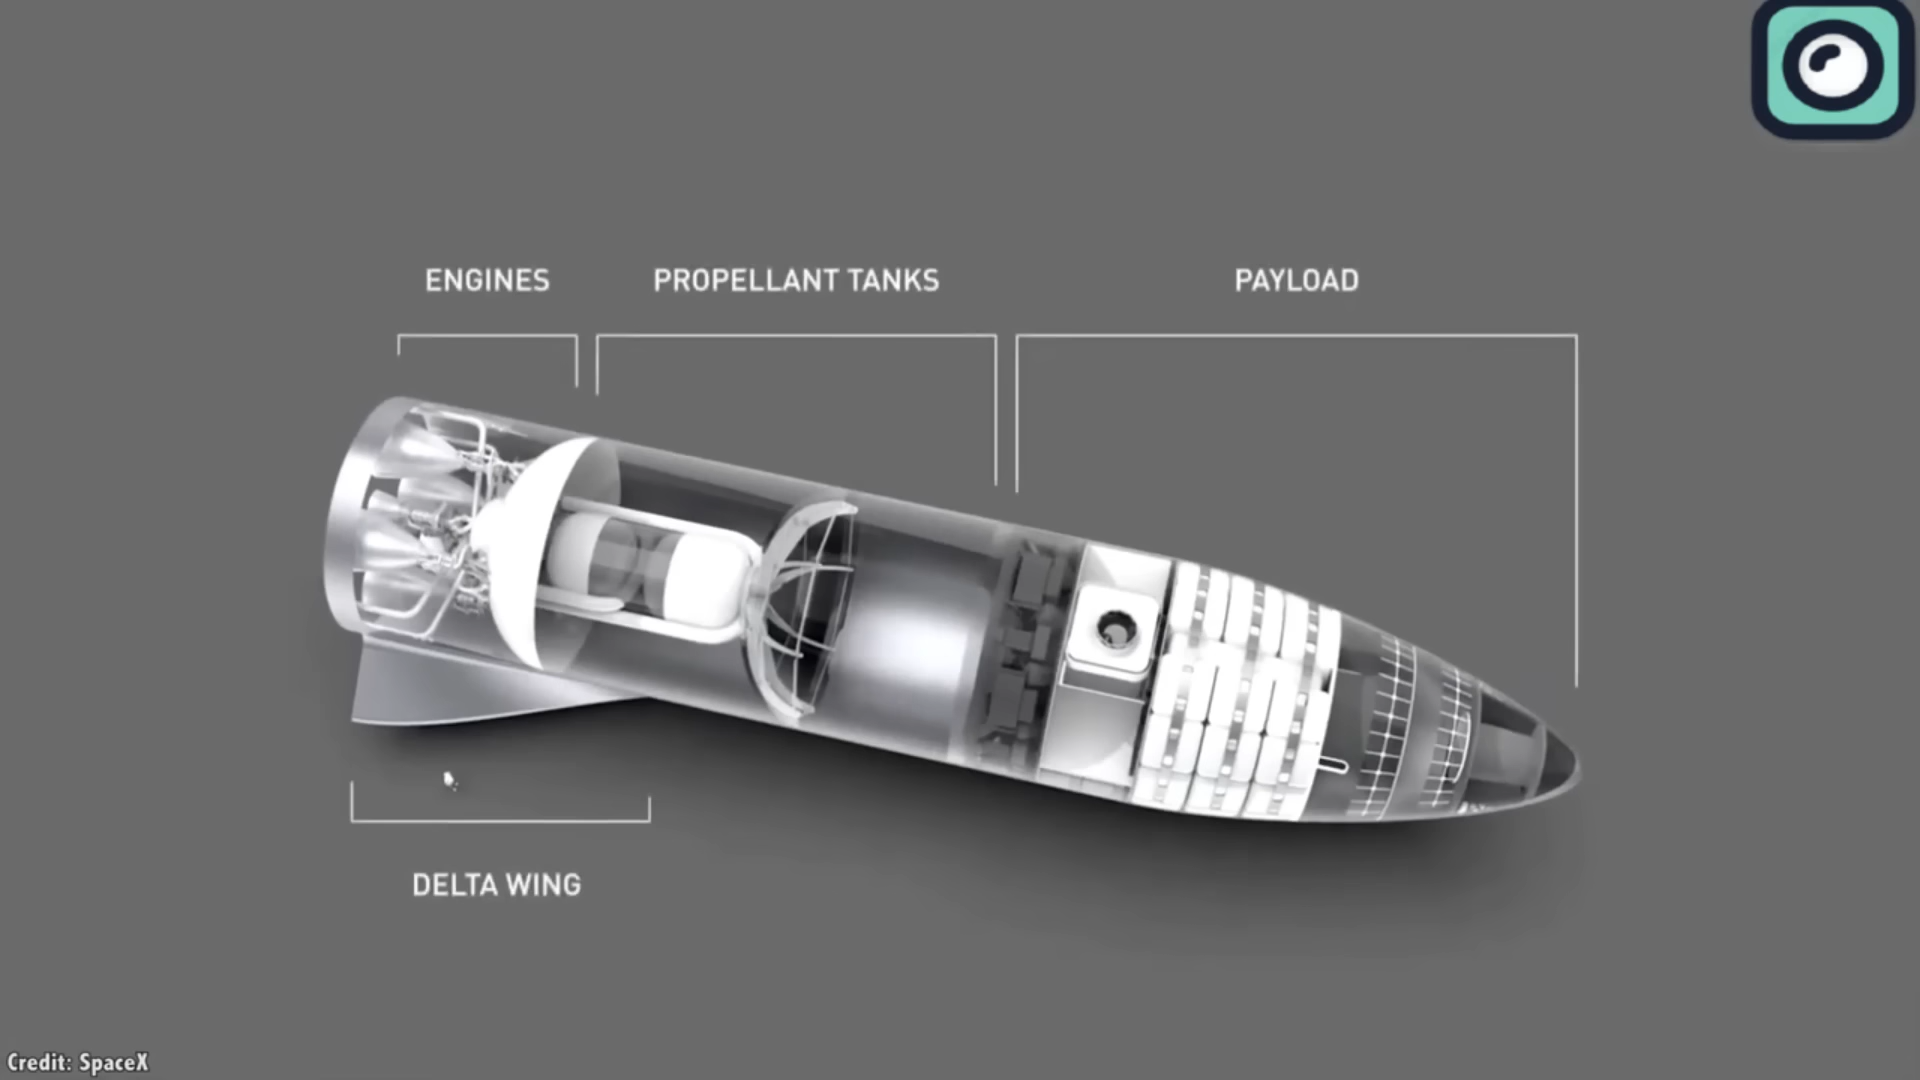 ENGINES
PROPELLANT TANKS
PAYLOAD
DELTA WING
Credit: SpaceX